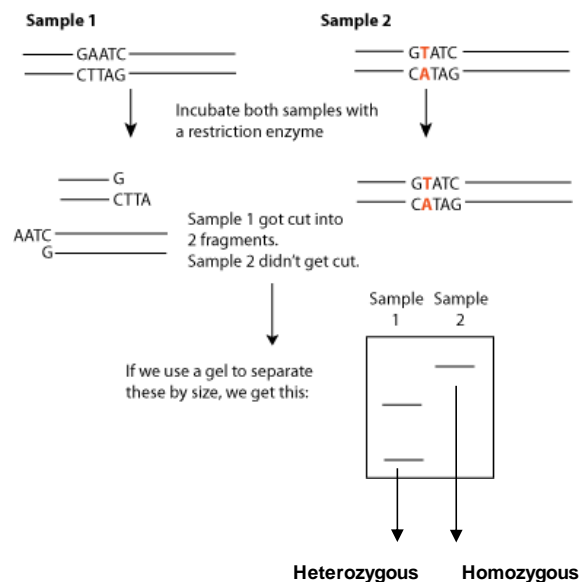 Sample 1
Sample 2
GAATC
CTTAG
GTATC
CATAG
Incubate both samples with
a restriction enzyme
G
CTTA
AATC
G
GTATC
CATAG
Sample 1 got cut into
2 fragments.
Sample 2 didn't get cut.
Sample Sample
1 2
If we use a gel to separate
these by size, we get this:
Heterozygous Homozygous